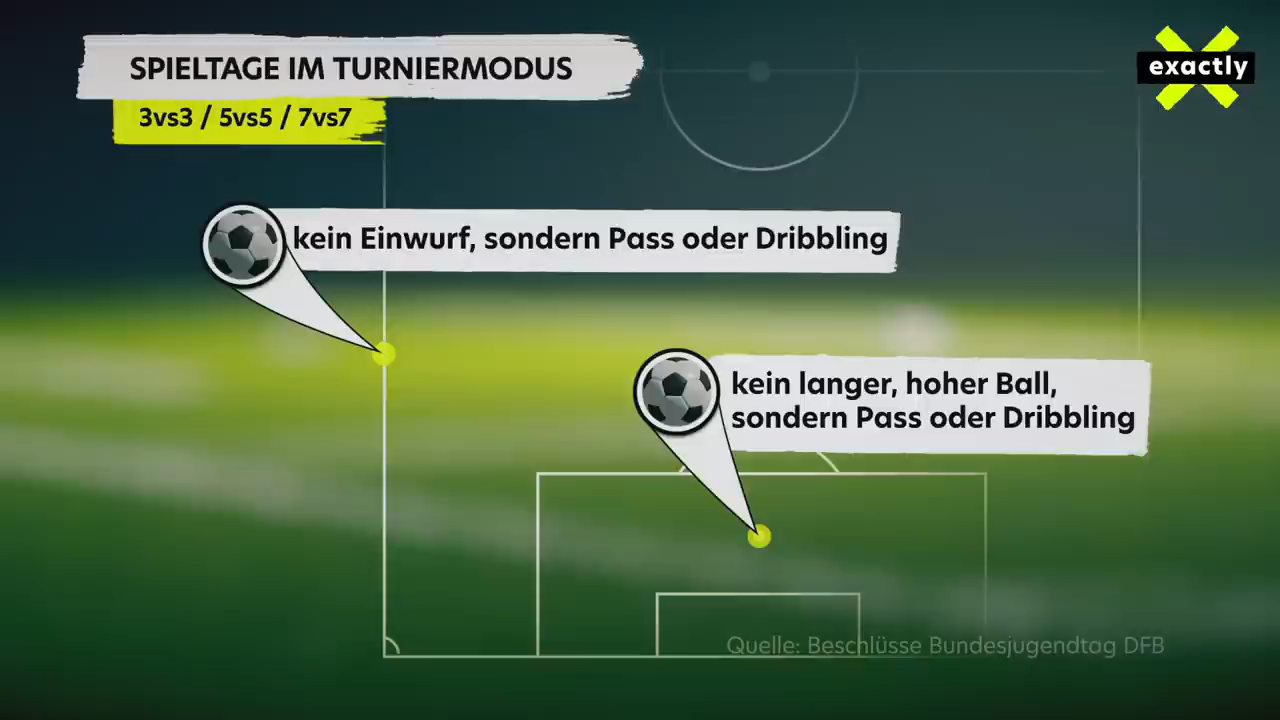 SPIELTAGE IM TURNIERMODUS
exactly
3vs3 / 5vs5 / 7vs7
kein Einwurf, sondern Pass oder Dribbling
kein langer, hoher Ball,
sondern Pass oder Dribbling
Quelle: Beschlüsse Bundesjugendtag DFB